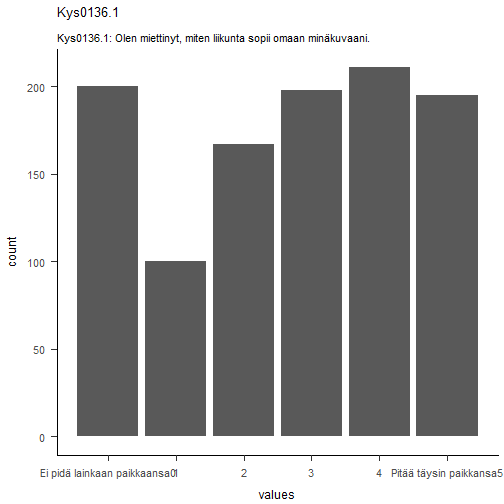 Kys0136.1
Kys0136.1: Olen miettinyt, miten liikunta sopii omaan minäkuvaani.
200
150
100
50
0
count
Ei pidä lainkaan paikkaansa0 1 2 3 4 Pitää täysin paikkansa5
values